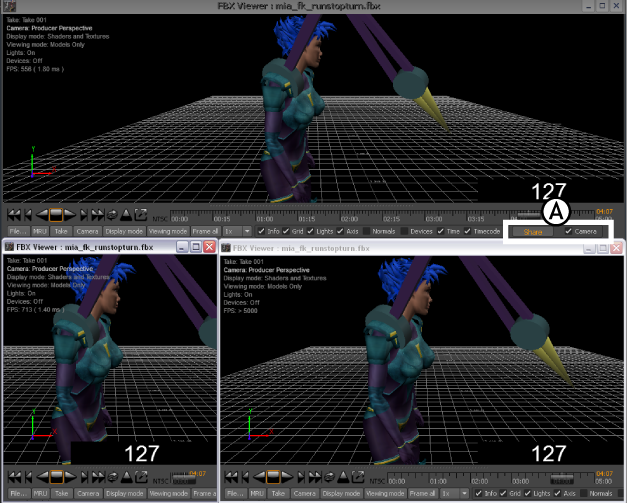 FBX Viewer : mia_fk_runstopturn.fbx
Take: Take 001
Camera: Producer Perspective
Display mode: Shaders and Textures
Viewing mode: Models Only
Lights: On
Devices: Off
FPS: 556 ( 1.80 ms )
Y
127
A
04:07
NTSC 00:00 00:15 01:00 01:15 02:00 02:15 03:00 03:15 05:00
File... MRU Take Camera Display mode Viewing mode Frame all 1x Info Grid Lights Axis Normals Devices Time Timecode Share Camera
FBX Viewer : mia_fk_runstopturn.fbx
Take: Take 001
Camera: Producer Perspective
Display mode: Shaders and Textures
Viewing mode: Models Only
Lights: On
Devices: Off
FPS: 713 ( 1.40 ms )
127
04:07
NTSC
File... MRU Take Camera Display mode Viewing mode Frame a
FBX Viewer : mia_fk_runstopturn.fbx
Take: Take 001
Camera: Producer Perspective
Display mode: Shaders and Textures
Viewing mode: Models Only
Lights: On
Devices: Off
FPS: > 5000
127
04:07
NTSC 00:00 01:00 02:00 03:00 05:00
File... MRU Take Camera Display mode Viewing mode Frame all 1x Info Grid Lights Axis Normals